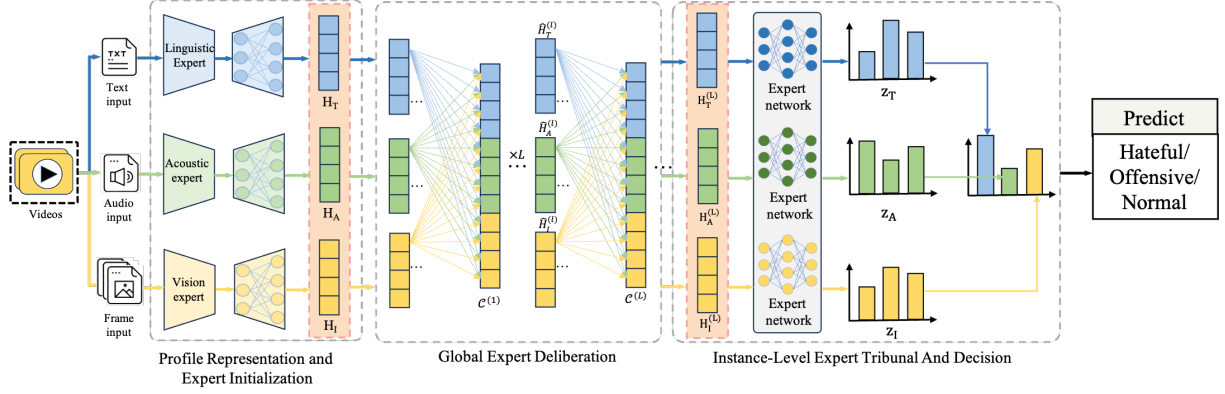 TXT
Text
input
Linguistic
Expert
H_T
Videos
Audio
input
Acoustic
expert
H_A
Frame
input
Vision
expert
H_I
Profile Representation and
Expert Initialization
...
...
...
C^(1)
×L
...
Ĥ_T^(l)
...
Ĥ_A^(l)
...
Ĥ_I^(l)
...
C^(L)
...
Global Expert Deliberation
H_T^(L)
H_A^(L)
H_I^(L)
Expert
network
Expert
network
Expert
network
z_T
z_A
z_I
Instance-Level Expert Tribunal And Decision
Predict
Hateful/
Offensive/
Normal